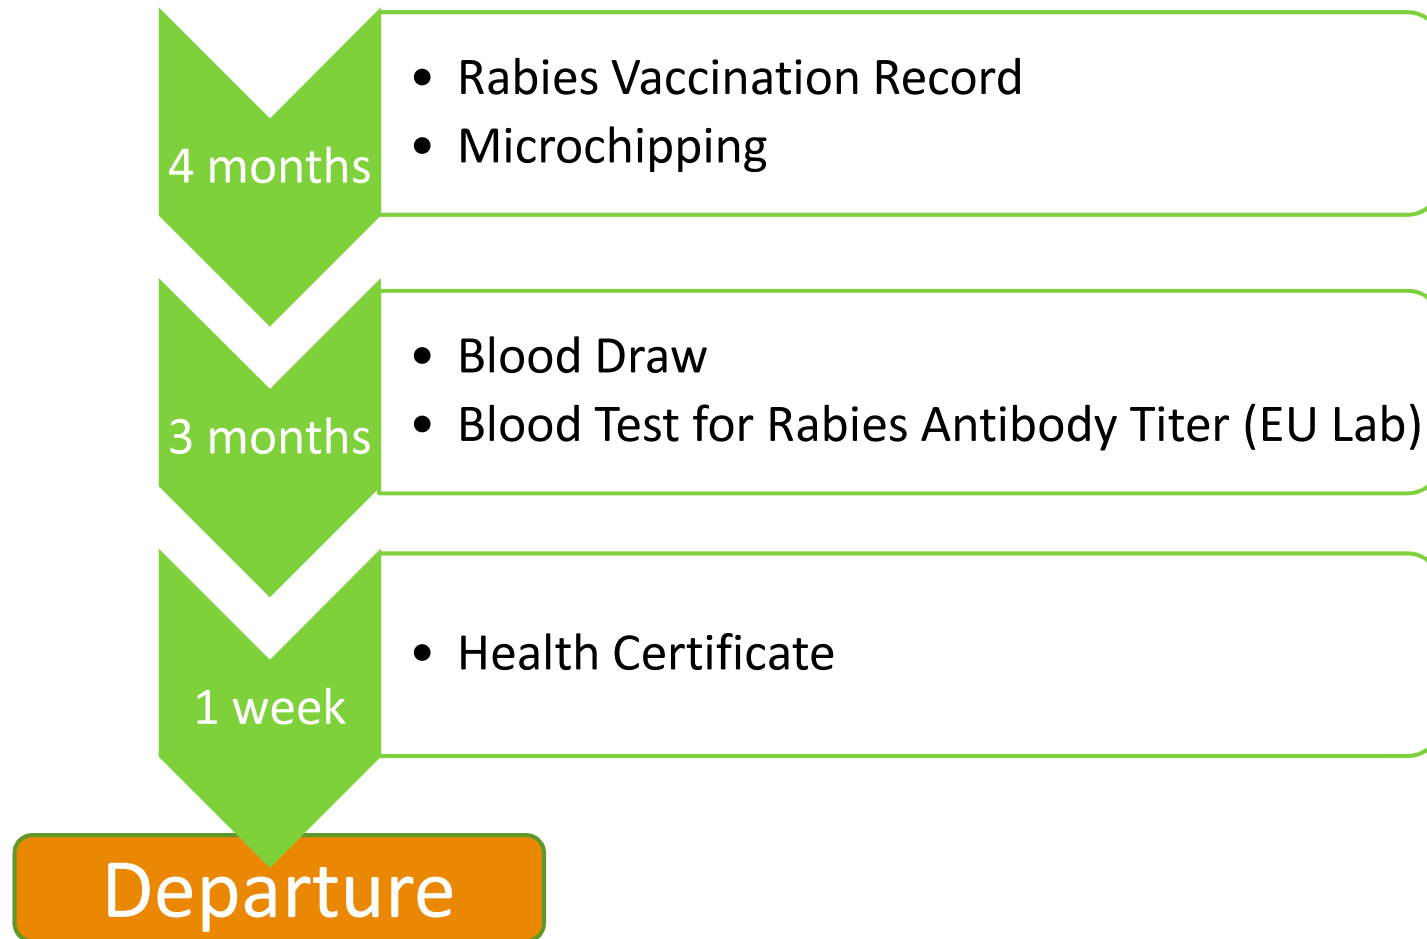 4 months
• Rabies Vaccination Record
• Microchipping
3 months
• Blood Draw
• Blood Test for Rabies Antibody Titer (EU Lab)
1 week
• Health Certificate
Departure